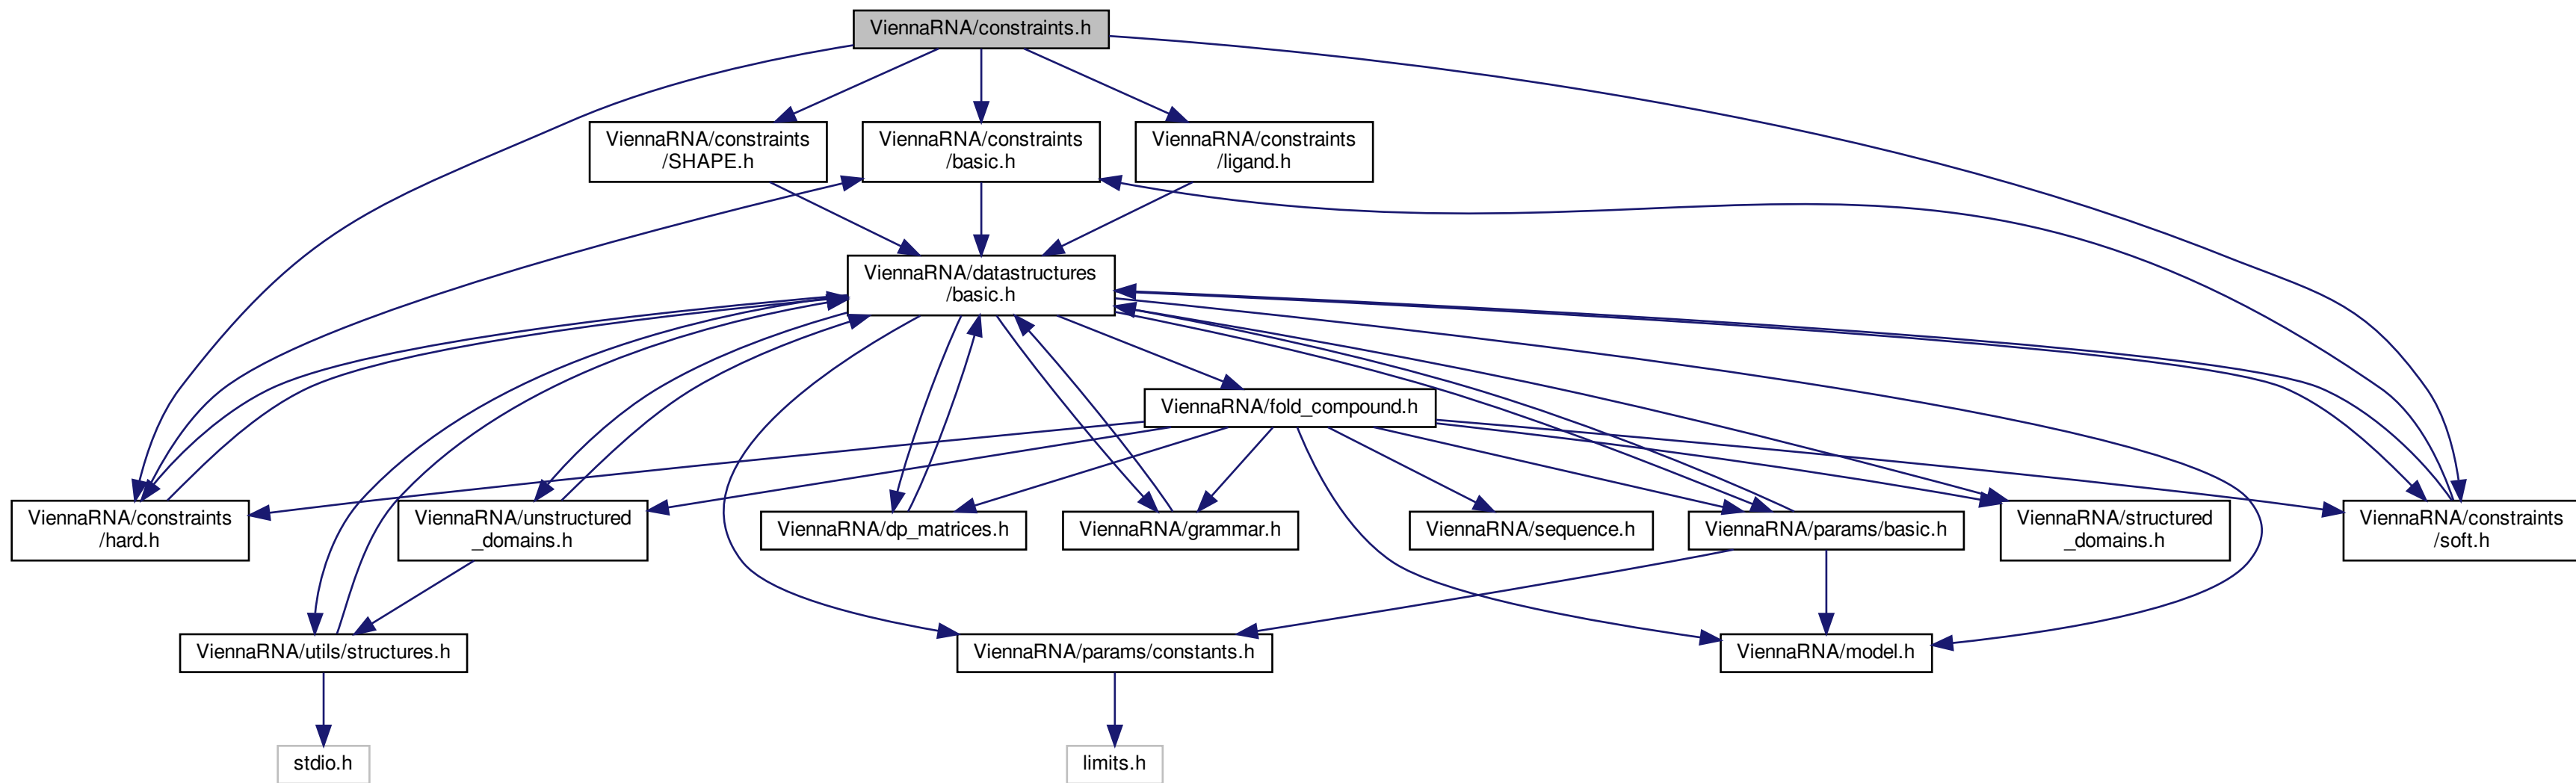 ViennaRNA/constraints.h
ViennaRNA/constraints
/SHAPE.h
ViennaRNA/constraints
/basic.h
ViennaRNA/constraints
/ligand.h
ViennaRNA/datastructures
/basic.h
ViennaRNA/fold_compound.h
ViennaRNA/constraints
/hard.h
ViennaRNA/unstructured
_domains.h
ViennaRNA/dp_matrices.h
ViennaRNA/grammar.h
ViennaRNA/sequence.h
ViennaRNA/params/basic.h
ViennaRNA/structured
_domains.h
ViennaRNA/constraints
/soft.h
ViennaRNA/utils/structures.h
ViennaRNA/params/constants.h
ViennaRNA/model.h
stdio.h
limits.h